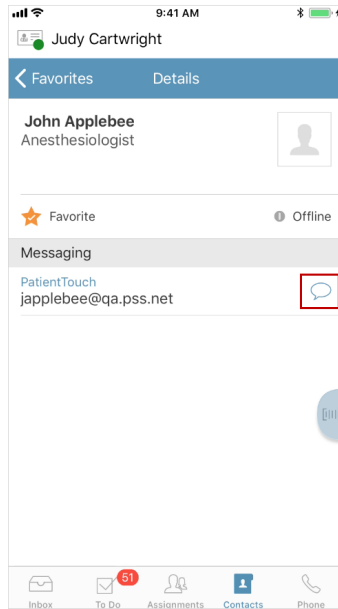 9:41 AM
Judy Cartwright
Favorites Details
John Applebee
Anesthesiologist
Favorite Offline
Messaging
PatientTouch
japplebee@qa.pss.net
51
Inbox To Do Assignments Contacts Phone